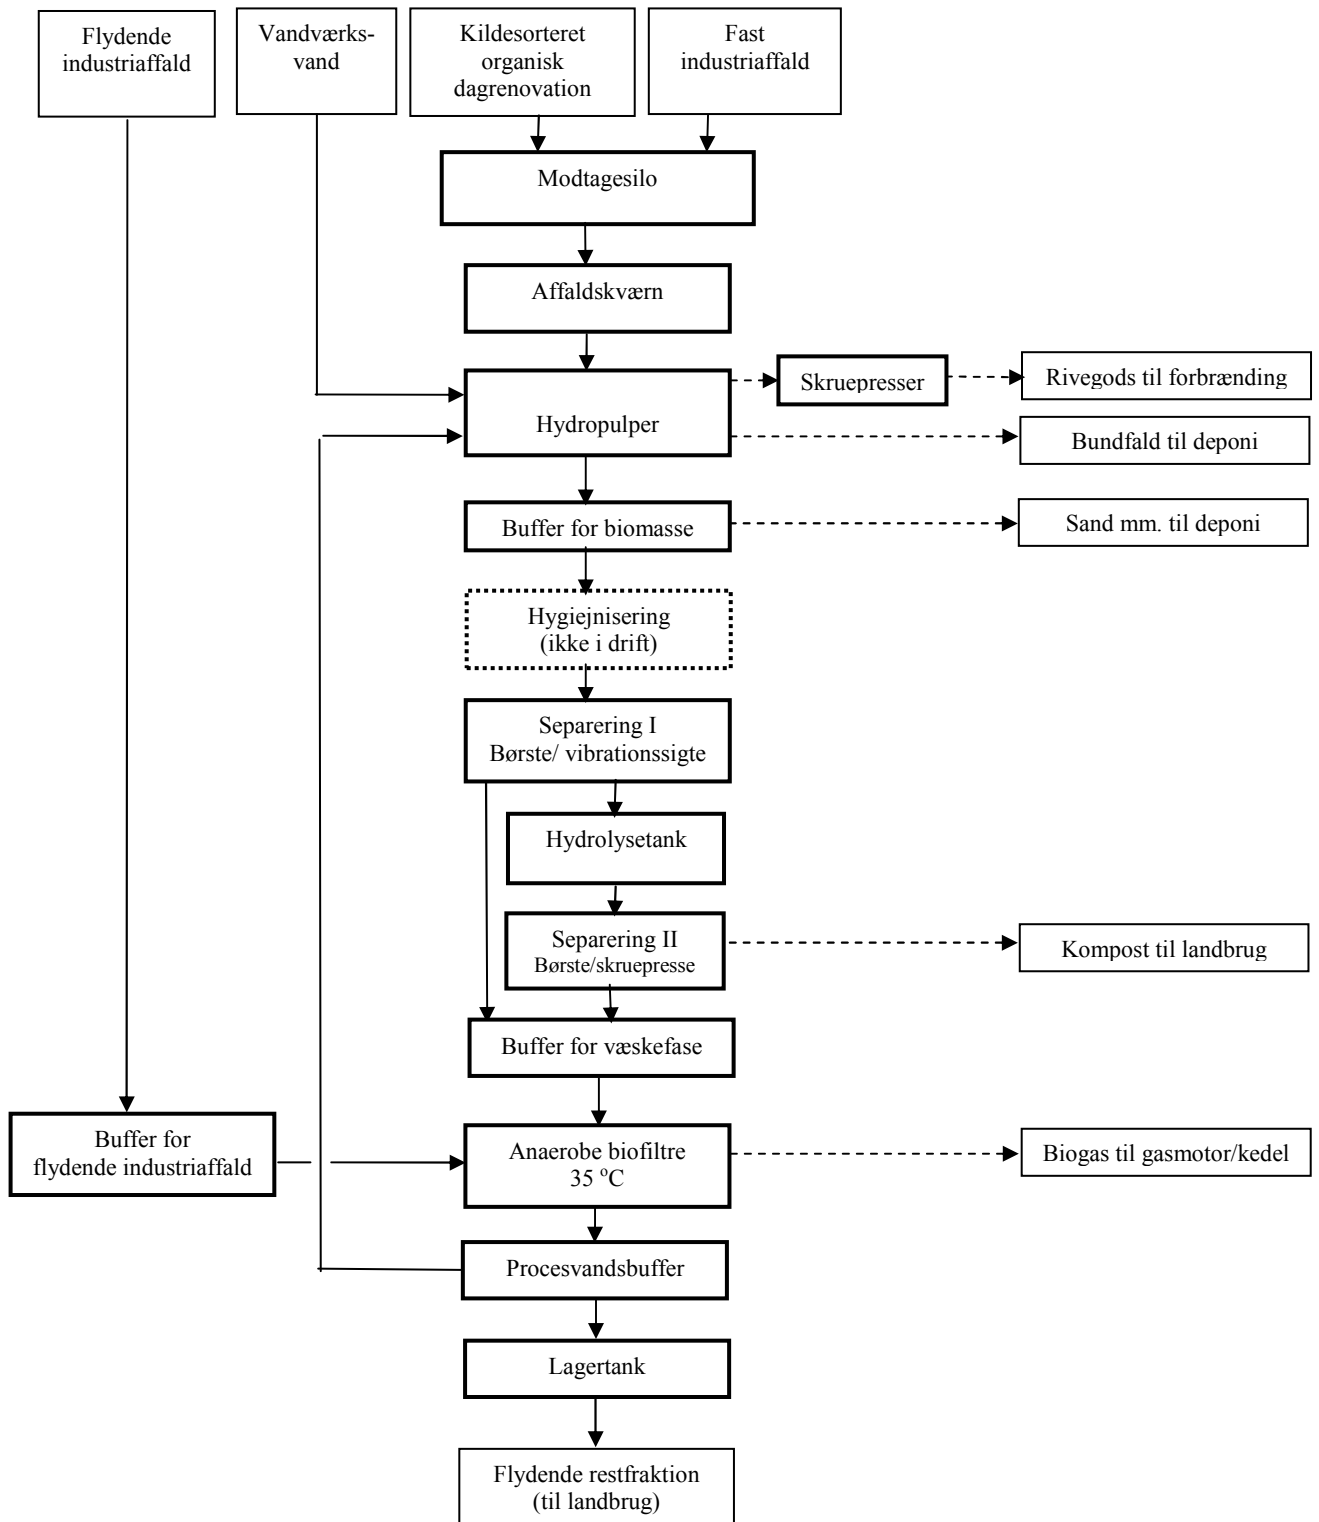 Flydende
industriaffald
Vandværks-
vand
Kildesorteret
organisk
dagrenovation
Fast
industriaffald
Modtagesilo
Affaldskværn
Skruepresser
Rivegods til forbrænding
Hydropulper
Bundfald til deponi
Buffer for biomasse
Sand mm. til deponi
Hygiejnisering
(ikke i drift)
Separering I
Børste/ vibrationssigte
Hydrolysetank
Separering II
Børste/skruepresse
Kompost til landbrug
Buffer for væskefase
Buffer for
flydende industriaffald
Anaerobe biofiltre
35 °C
Biogas til gasmotor/kedel
Procesvandsbuffer
Lagertank
Flydende restfraktion
(til landbrug)